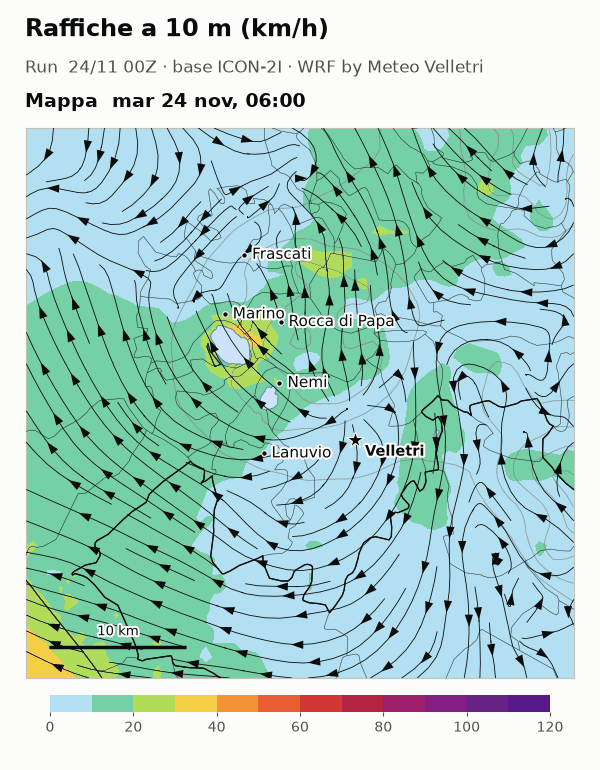 Raffiche a 10 m (km/h)
Run  24/11 00Z · base ICON-2I · WRF by Meteo Velletri
Mappa  mar 24 nov, 06:00
Frascati
Marino
Rocca di Papa
Nemi
Velletri
Lanuvio
10 km
0 20 40 60 80 100 120